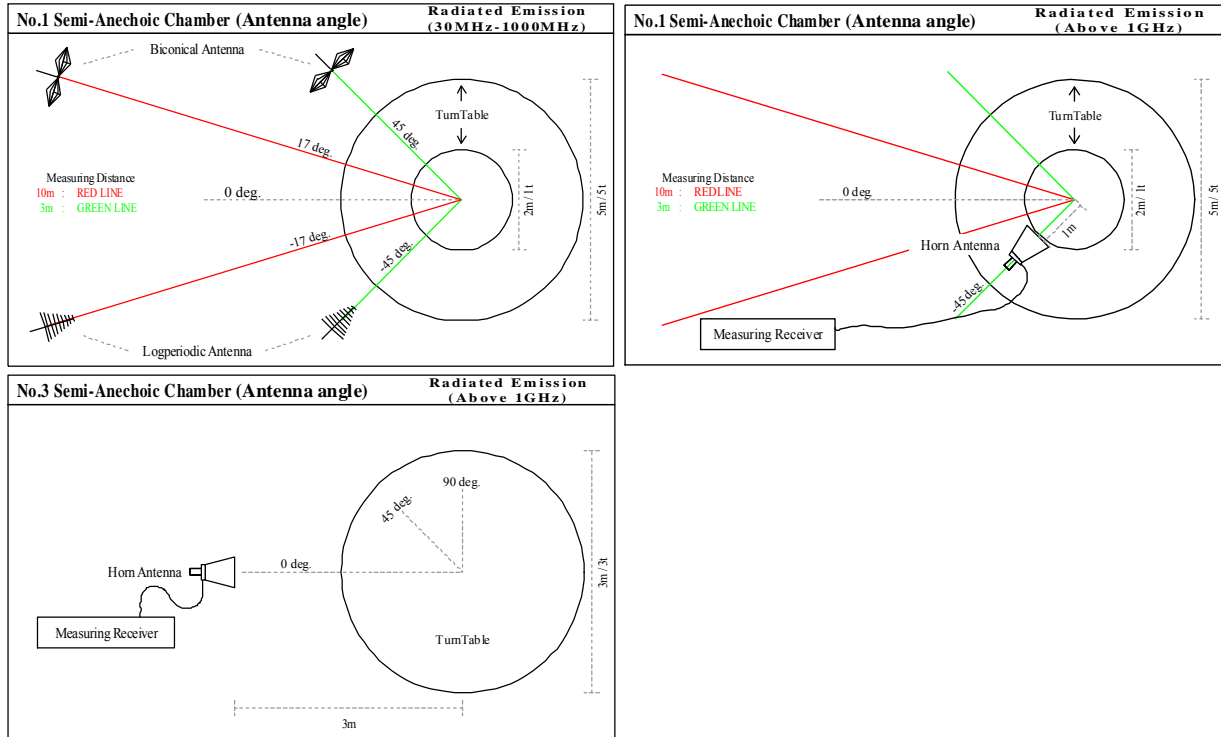 No.1 Semi-Anechoic Chamber (Antenna angle)
Radiated Emission
(30MHz-1000MHz)
Biconical Antenna
TurnTable
45 deg.
17 deg.
Measuring Distance
10m : RED LINE
3m : GREEN LINE
0 deg.
2m / 1t
5m / 5t
-17 deg.
-45 deg.
Logperiodic Antenna
No.1 Semi-Anechoic Chamber (Antenna angle)
Radiated Emission
(Above 1GHz)
TurnTable
Measuring Distance
10m : REDLINE
3m : GREEN LINE
0 deg.
2m / 1t
5m / 5t
1m
Horn Antenna
-45 deg.
Measuring Receiver
No.3 Semi-Anechoic Chamber (Antenna angle)
Radiated Emission
(Above 1GHz)
90 deg.
45 deg.
0 deg.
Horn Antenna
3m / 3t
Measuring Receiver
TurnTable
3m